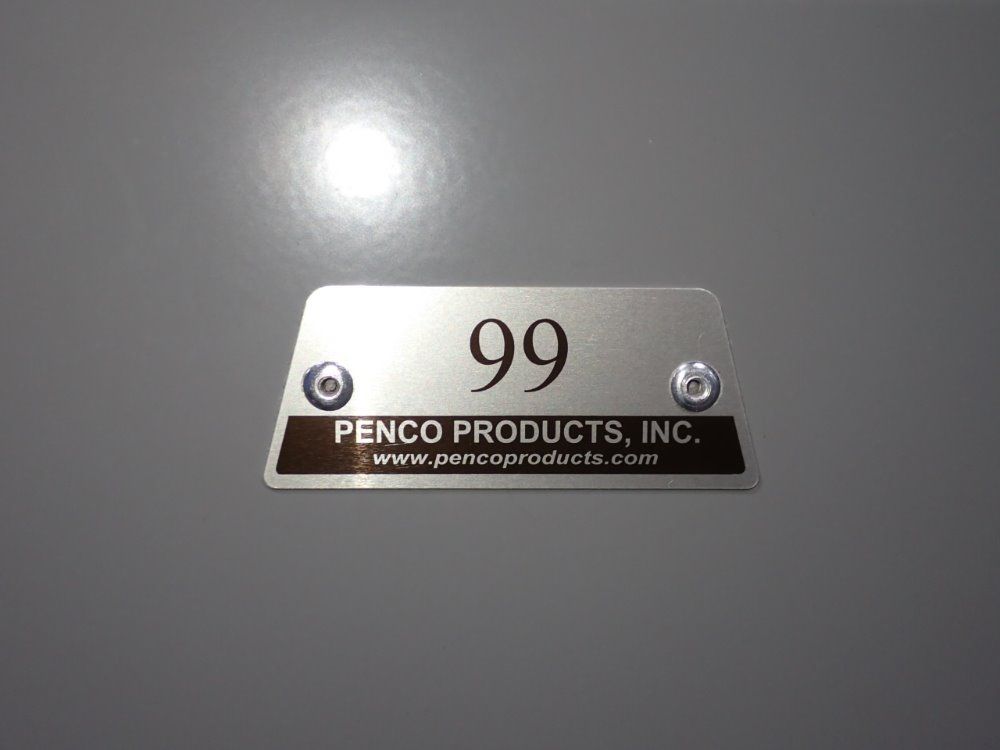 99
PENCO PRODUCTS, INC.
www.pencoproducts.com